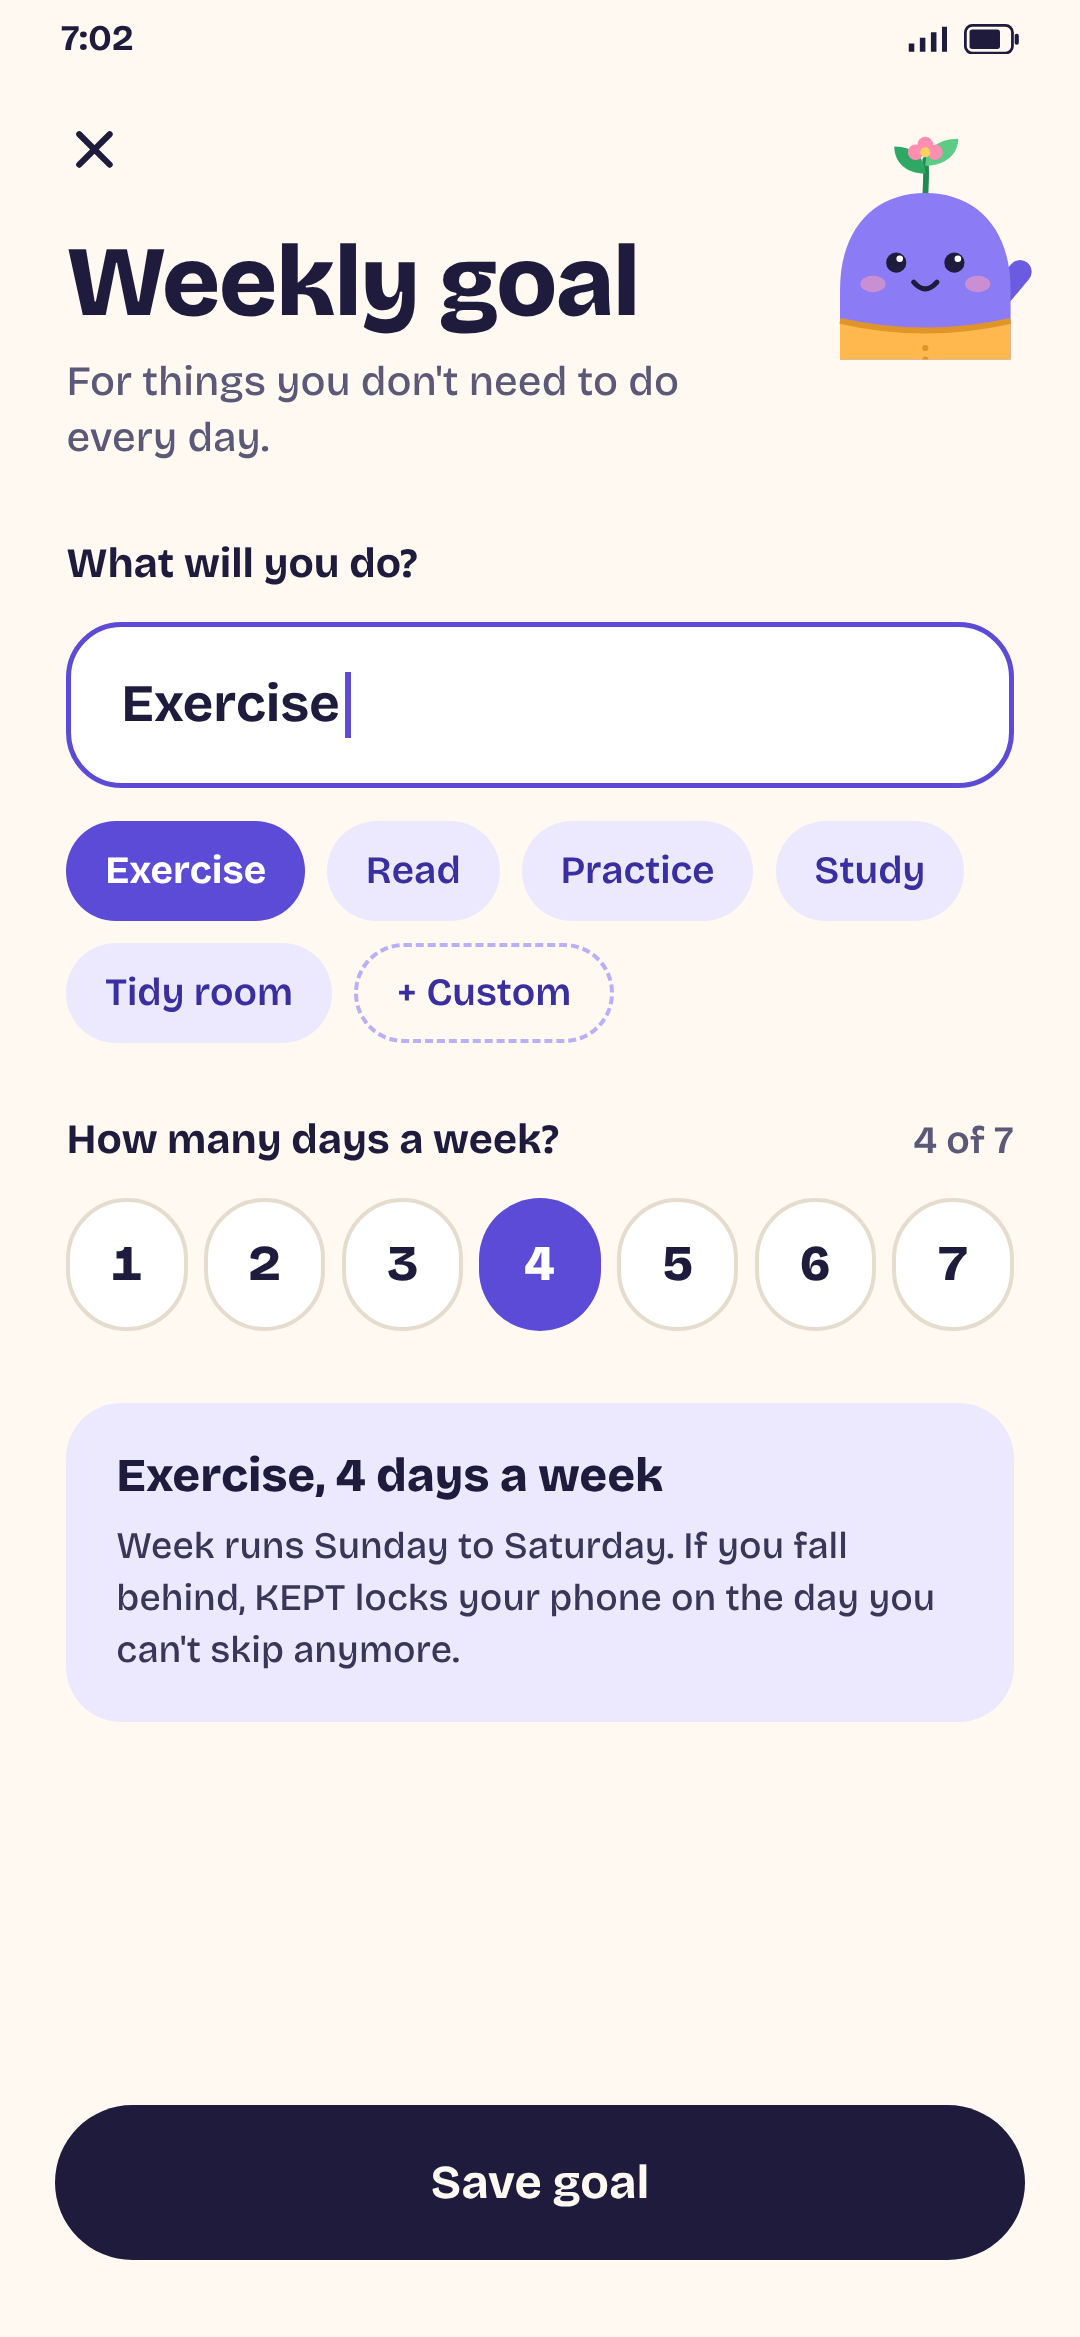 7:02
Weekly goal
For things you don't need to do
every day.
What will you do?
Exercise
Exercise
Read
Practice
Study
Tidy room
+ Custom
How many days a week?
4 of 7
1
2
3
4
5
6
7
Exercise, 4 days a week
Week runs Sunday to Saturday. If you fall
behind, KEPT locks your phone on the day you
can't skip anymore.
Save goal